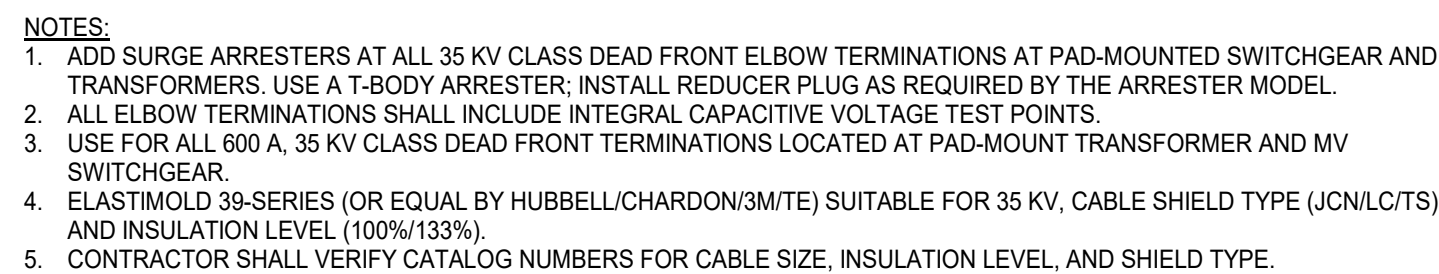 NOTES:
1. ADD SURGE ARRESTERS AT ALL 35 KV CLASS DEAD FRONT ELBOW TERMINATIONS AT PAD-MOUNTED SWITCHGEAR AND
TRANSFORMERS. USE A T-BODY ARRESTER; INSTALL REDUCER PLUG AS REQUIRED BY THE ARRESTER MODEL.
2. ALL ELBOW TERMINATIONS SHALL INCLUDE INTEGRAL CAPACITIVE VOLTAGE TEST POINTS.
3. USE FOR ALL 600 A, 35 KV CLASS DEAD FRONT TERMINATIONS LOCATED AT PAD-MOUNT TRANSFORMER AND MV
SWITCHGEAR.
4. ELASTIMOLD 39-SERIES (OR EQUAL BY HUBBELL/CHARDON/3M/TE) SUITABLE FOR 35 KV, CABLE SHIELD TYPE (JCN/LC/TS)
AND INSULATION LEVEL (100%/133%).
5. CONTRACTOR SHALL VERIFY CATALOG NUMBERS FOR CABLE SIZE, INSULATION LEVEL, AND SHIELD TYPE.